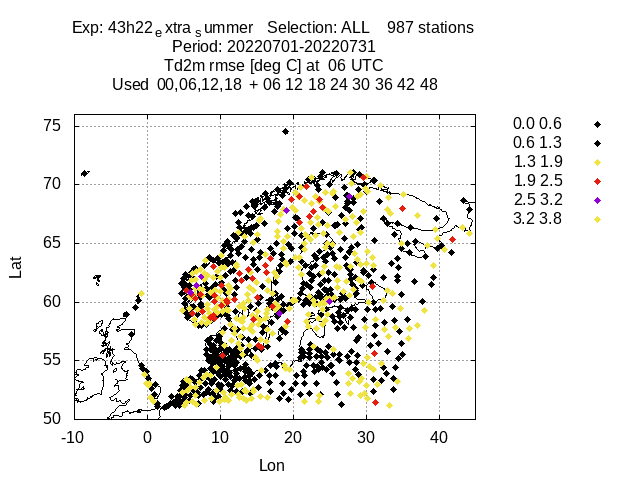 Exp: 43h22 e xtra s ummer Selection: ALL 987 stations
Period: 20220701-20220731
Td2m rmse [deg C] at 06 UTC
Used 00,06,12,18 + 06 12 18 24 30 36 42 48
75
70
65
60
55
50
-10 0 10 20 30 40
Lat
Lon
0.0 0.6
0.6 1.3
1.3 1.9
1.9 2.5
2.5 3.2
3.2 3.8